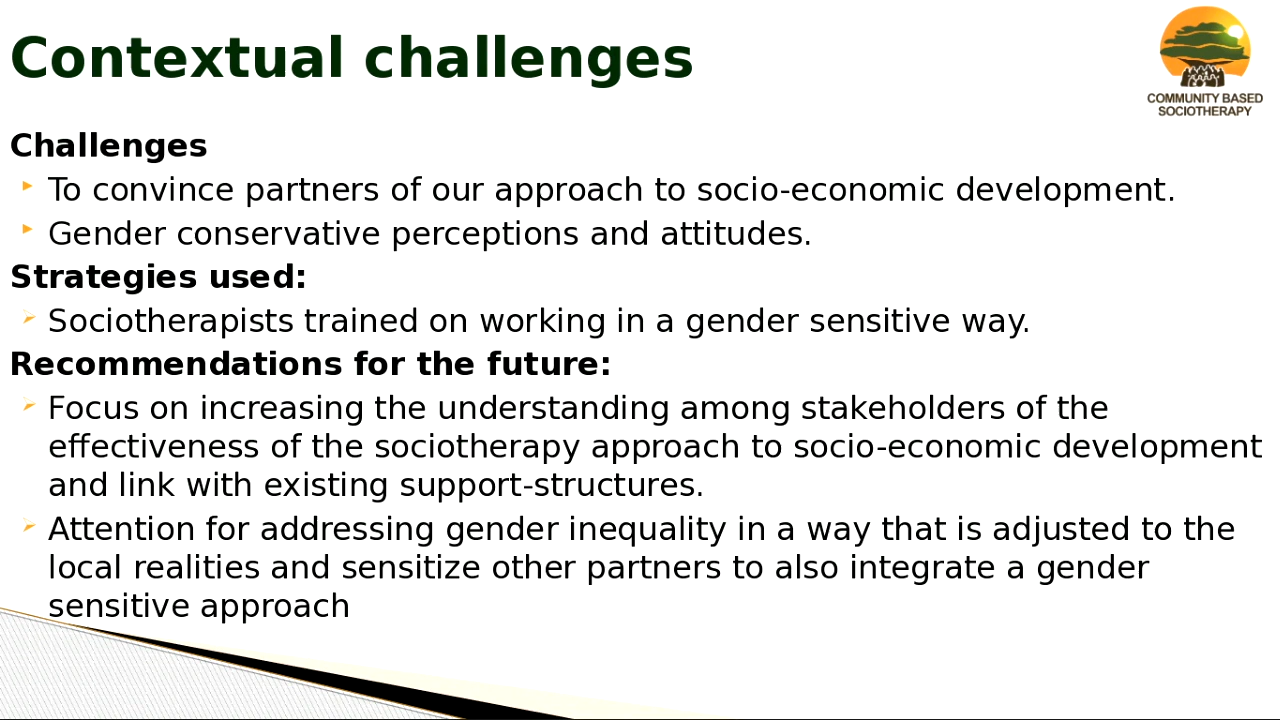 Contextual challenges
COMMUNITY BASED
SOCIOTHERAPY
Challenges
To convince partners of our approach to socio-economic development.
Gender conservative perceptions and attitudes.
Strategies used:
Sociotherapists trained on working in a gender sensitive way.
Recommendations for the future:
Focus on increasing the understanding among stakeholders of the
effectiveness of the sociotherapy approach to socio-economic development
and link with existing support-structures.
Attention for addressing gender inequality in a way that is adjusted to the
local realities and sensitize other partners to also integrate a gender
sensitive approach